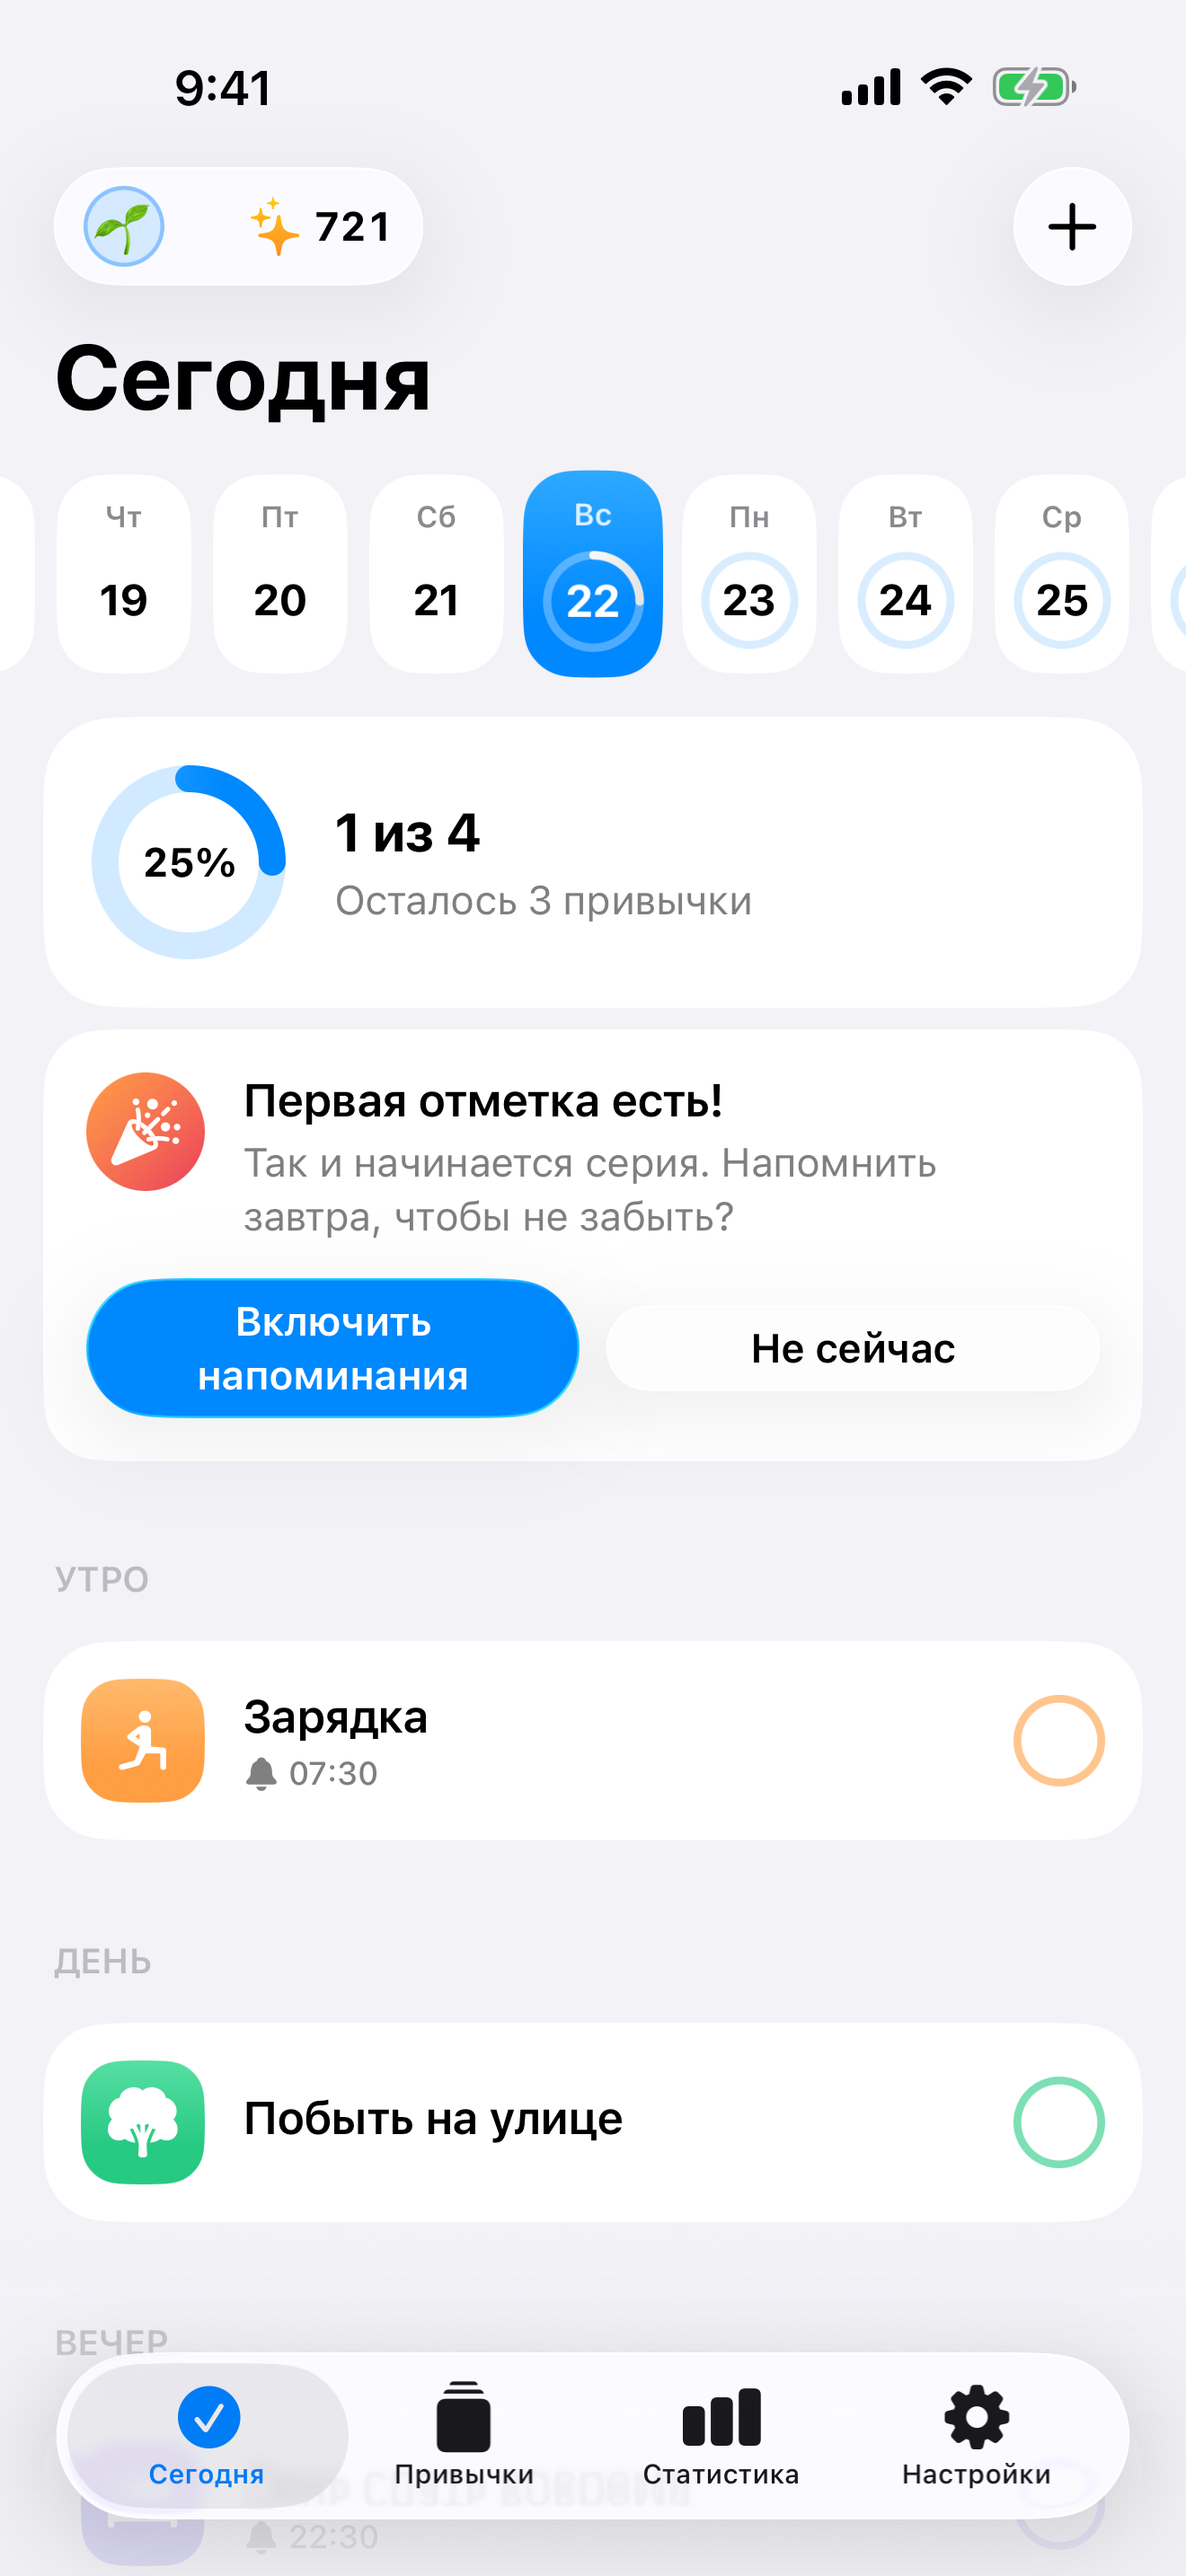 9:41
721
Сегодня
Чт
Пт
Сб
Вс
Пн
Вт
Ср
19
20
21
22
23
24
25
25%
1 из 4
Осталось 3 привычки
Первая отметка есть!
Так и начинается серия. Напомнить
завтра, чтобы не забыть?
Включить
напоминания
Не сейчас
УТРО
Зарядка
07:30
ДЕНЬ
Побыть на улице
ВЕЧЕР
Сегодня
Привычки
Статистика
Настройки
22:30